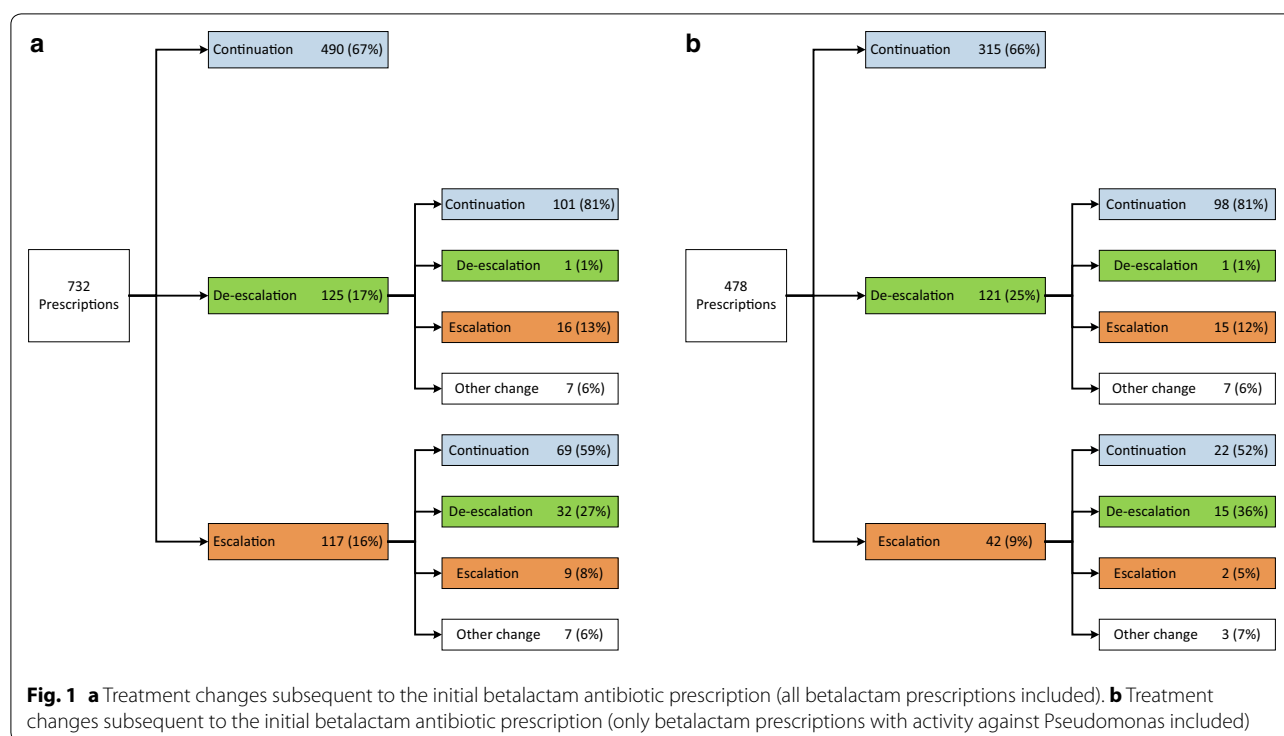 a
Continuation 490 (67%)
732
Prescriptions
De-escalation 125 (17%)
Continuation 101 (81%)
De-escalation 1 (1%)
Escalation 16 (13%)
Other change 7 (6%)
Escalation 117 (16%)
Continuation 69 (59%)
De-escalation 32 (27%)
Escalation 9 (8%)
Other change 7 (6%)
b
Continuation 315 (66%)
478
Prescriptions
De-escalation 121 (25%)
Continuation 98 (81%)
De-escalation 1 (1%)
Escalation 15 (12%)
Other change 7 (6%)
Escalation 42 (9%)
Continuation 22 (52%)
De-escalation 15 (36%)
Escalation 2 (5%)
Other change 3 (7%)
Fig. 1 a Treatment changes subsequent to the initial betalactam antibiotic prescription (all betalactam prescriptions included). b Treatment
changes subsequent to the initial betalactam antibiotic prescription (only betalactam prescriptions with activity against Pseudomonas included)